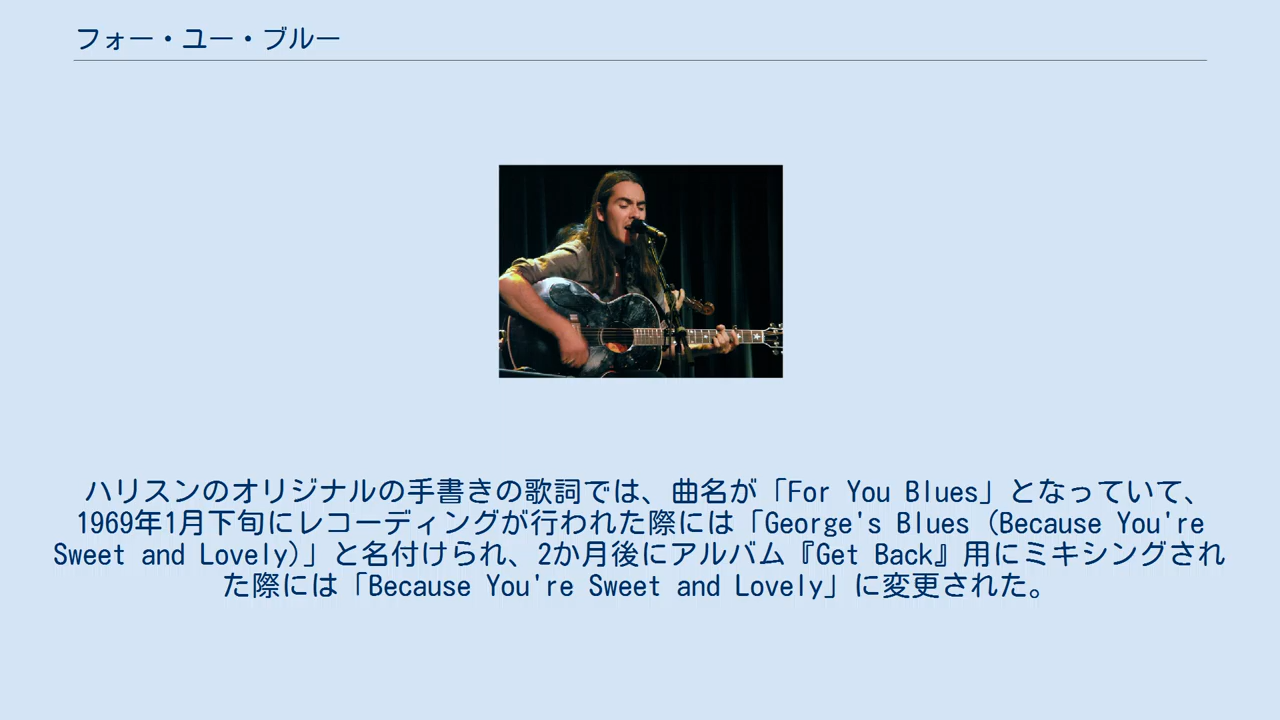 フォー・ユー・ブルー
ハリスンのオリジナルの手書きの歌詞では、曲名が「For You Blues」となっていて、
1969年1月下旬にレコーディングが行われた際には「George's Blues (Because You're
Sweet and Lovely)」と名付けられ、2か月後にアルバム『Get Back』用にミキシングされ
た際には「Because You're Sweet and Lovely」に変更された。